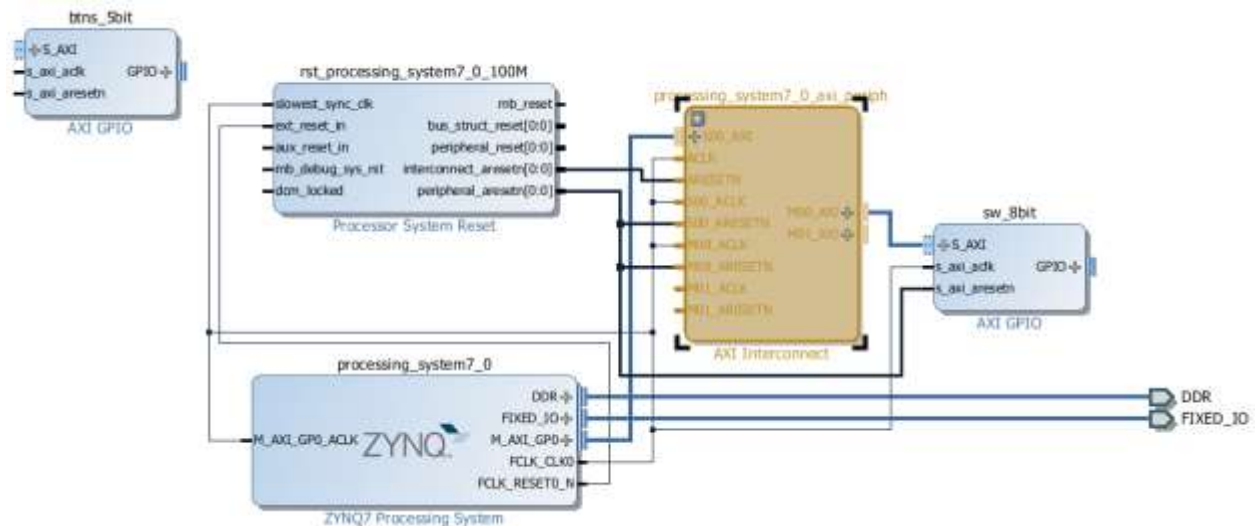 btns_5bit
S_AXI
s_axi_aclk
s_axi_aresetn
GPIO
AXI GPIO
rst_processing_system7_0_100M
slowest_sync_clk
ext_reset_in
aux_reset_in
mb_debug_sys_rst
dcm_locked
mb_reset
bus_struct_reset[0:0]
peripheral_reset[0:0]
interconnect_aresetn[0:0]
peripheral_aresetn[0:0]
Processor System Reset
processing_system7_0_axi_periph
S00_AXI
ACLK
ARESETN
S00_ACLK
S00_ARESETN
M00_ACLK
M00_ARESETN
M01_ACLK
M01_ARESETN
M00_AXI
M01_AXI
AXI Interconnect
sw_8bit
S_AXI
s_axi_aclk
s_axi_aresetn
GPIO
AXI GPIO
processing_system7_0
M_AXI_GP0_ACLK
ZYNQ
DDR
FIXED_IO
M_AXI_GP0
FCLK_CLK0
FCLK_RESET0_N
ZYNQ7 Processing System
DDR
FIXED_IO